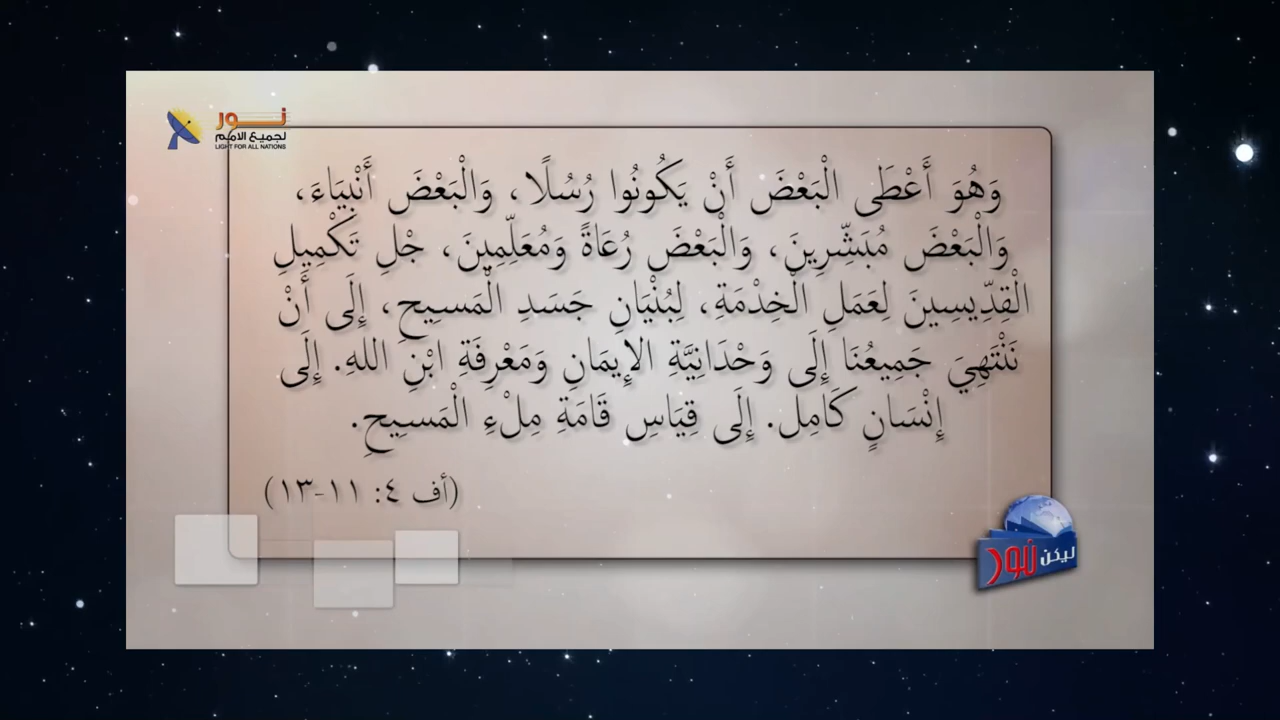 نور
لجميع الامم
LIGHT FOR ALL NATIONS
وَهُوَ أَعْطَى الْبَعْضَ أَنْ يَكُونُوا رُسُلًا، وَالْبَعْضَ أَنْبِيَاءَ،
وَالْبَعْضَ مُبَشِّرِينَ، وَالْبَعْضَ رُعَاةً وَمُعَلِّمِينَ، جْلِ تَكْمِيلِ
الْقِدِّيسِينَ لِعَمَلِ الْخِدْمَةِ، لِبُنْيَانِ جَسَدِ الْمَسِيحِ، إِلَى أَنْ
نَنْتَهِيَ جَمِيعُنَا إِلَى وَحْدَانِيَّةِ الإِيمَانِ وَمَعْرِفَةِ ابْنِ اللهِ. إِلَى
إِنْسَانٍ كَامِل. إِلَى قِيَاسِ قَامَةِ مِلْءِ الْمَسِيحِ.
(أف ٤: ١١-١٣)
ليكن نور